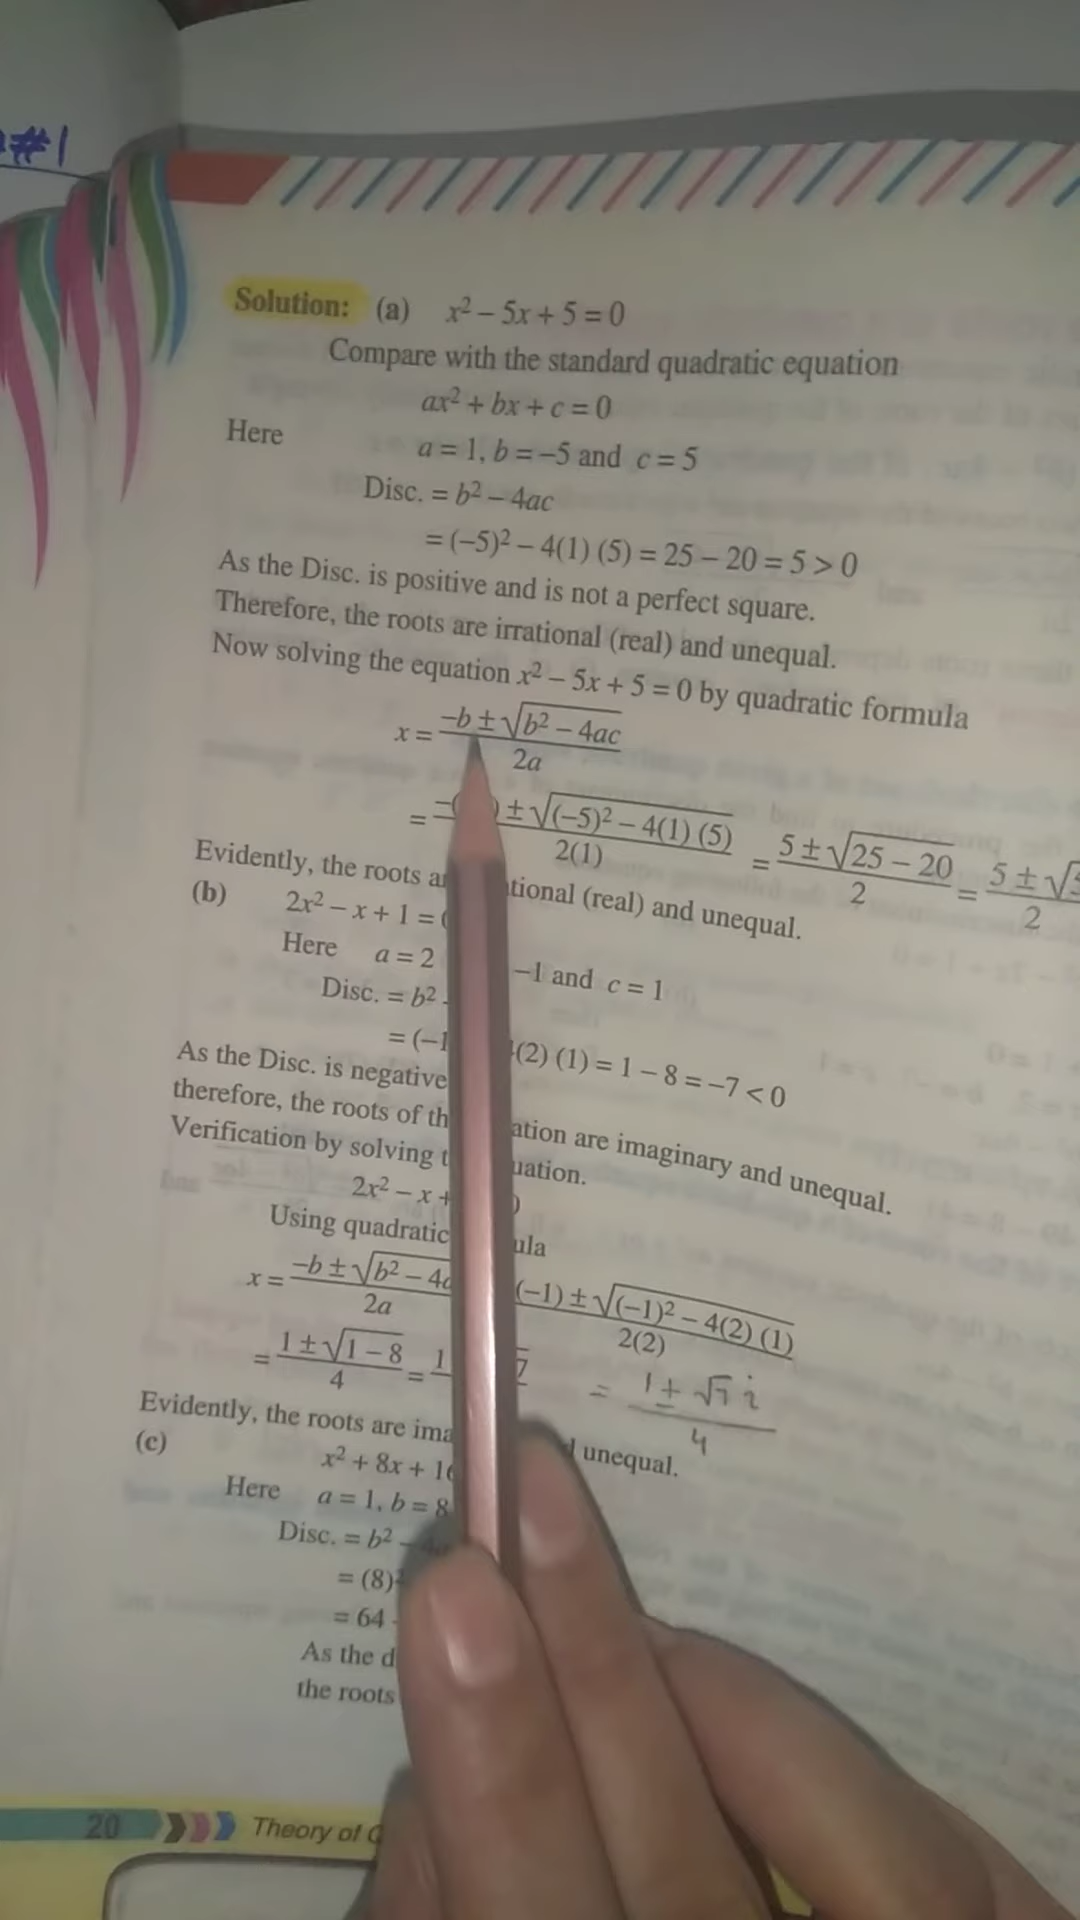 #1
Solution: (a) x² – 5x + 5 = 0
Compare with the standard quadratic equation
ax² + bx + c = 0
Here a = 1, b = –5 and c = 5
Disc. = b² – 4ac
= (–5)² – 4(1) (5) = 25 – 20 = 5 > 0
As the Disc. is positive and is not a perfect square.
Therefore, the roots are irrational (real) and unequal.
Now solving the equation x² – 5x + 5 = 0 by quadratic formula
x = –b ± √b² – 4ac / 2a
= ± √(–5)² – 4(1) (5) / 2(1) = 5 ± √25 – 20 / 2 = 5 ± √ / 2
Evidently, the roots (real) and unequal.
(b) 2x² – x + 1 =
Here a = 2 –1 and c = 1
Disc. = b²
= (–1 (2) (1) = 1 – 8 = –7 < 0
As the Disc. is negative
therefore, the roots of are imaginary and unequal.
Verification by solving
2x² – x +
Using quadratic
x = –b ± √b² – 4 / 2a (–1) ± √(–1)² – 4(2) (1) / 2(2)
= 1 ± √1 – 8 / 4 = 1 7 = 1 ± √7 i / 4
Evidently, the roots are unequal.
(c) x² + 8x +
Here a = 1, b = 8
Disc. = b² –
= (8)
= 64
As the
the roots
20 Theory of